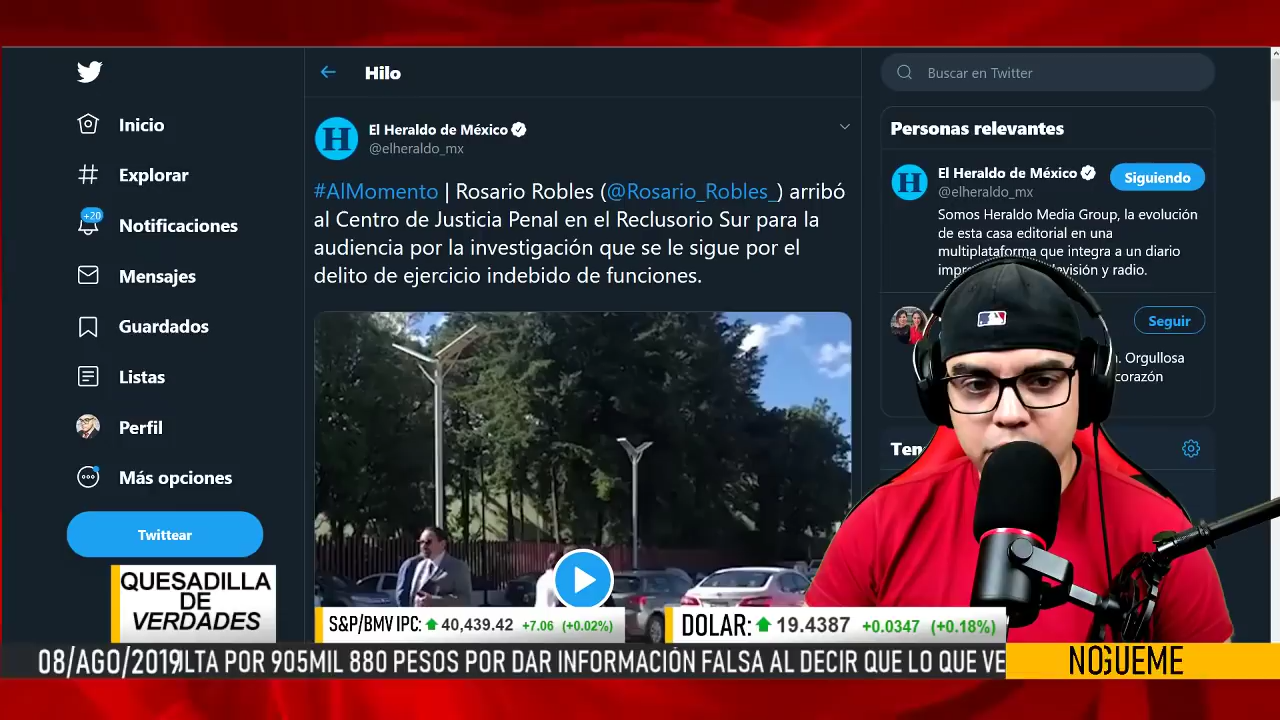 Hilo
Buscar en Twitter
Inicio
Explorar
+20
Notificaciones
Mensajes
Guardados
Listas
Perfil
Más opciones
Twittear
H
El Heraldo de México
@elheraldo_mx
#AlMomento | Rosario Robles (@Rosario_Robles_) arribó
al Centro de Justicia Penal en el Reclusorio Sur para la
audiencia por la investigación que se le sigue por el
delito de ejercicio indebido de funciones.
Personas relevantes
H
El Heraldo de México
@elheraldo_mx
Siguiendo
Somos Heraldo Media Group, la evolución
de esta casa editorial en una
multiplataforma que integra a un diario
y radio.
Seguir
Orgullosa
corazón
QUESADILLA
DE
VERDADES
S&P/BMV IPC: 40,439.42 +7.06 (+0.02%)
DOLAR: 19.4387 +0.0347 (+0.18%)
08/AGO/2019 LTA POR 905MIL 880 PESOS POR DAR INFORMACIÓN FALSA AL DECIR QUE LO QUE VE